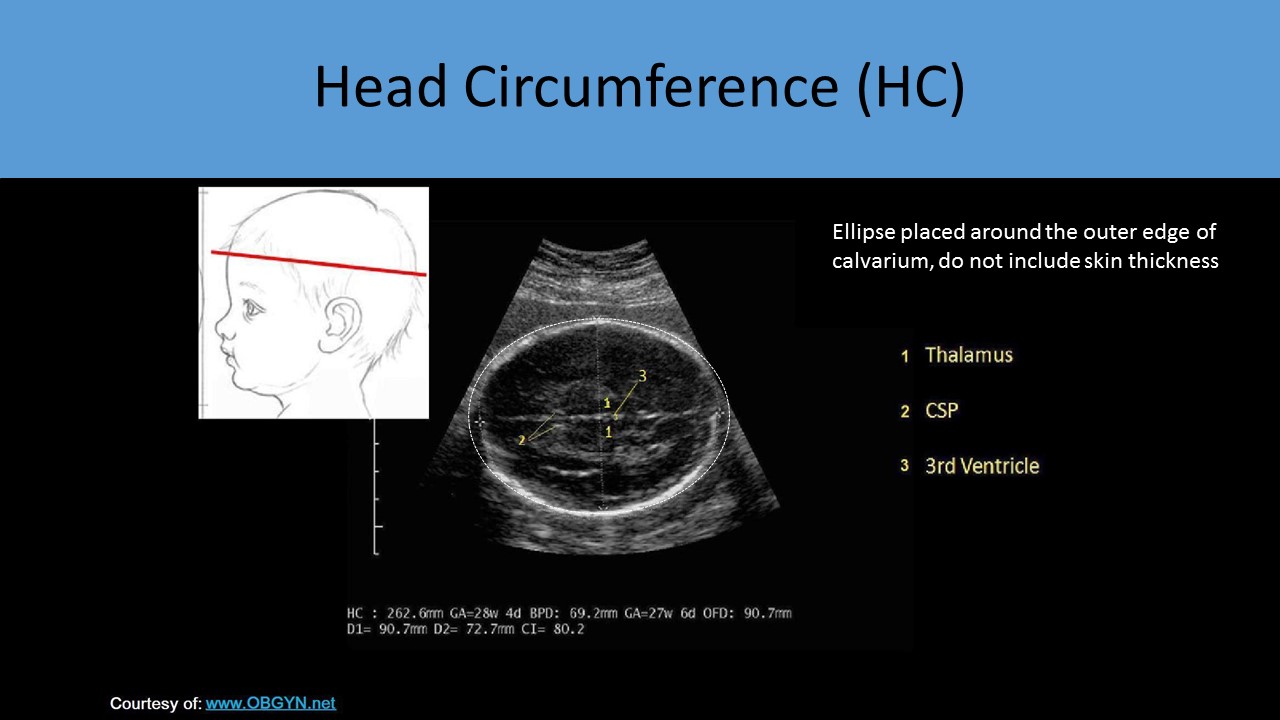 Head Circumference (HC)
Ellipse placed around the outer edge of
calvarium, do not include skin thickness
3
1
1
2
1 Thalamus
2 CSP
3 3rd Ventricle
HC : 262.6mm GA=28w 4d BPD: 69.2mm GA=27w 6d OFD: 90.7mm
D1= 90.7mm D2= 72.7mm CI= 80.2
Courtesy of: www.OBGYN.net